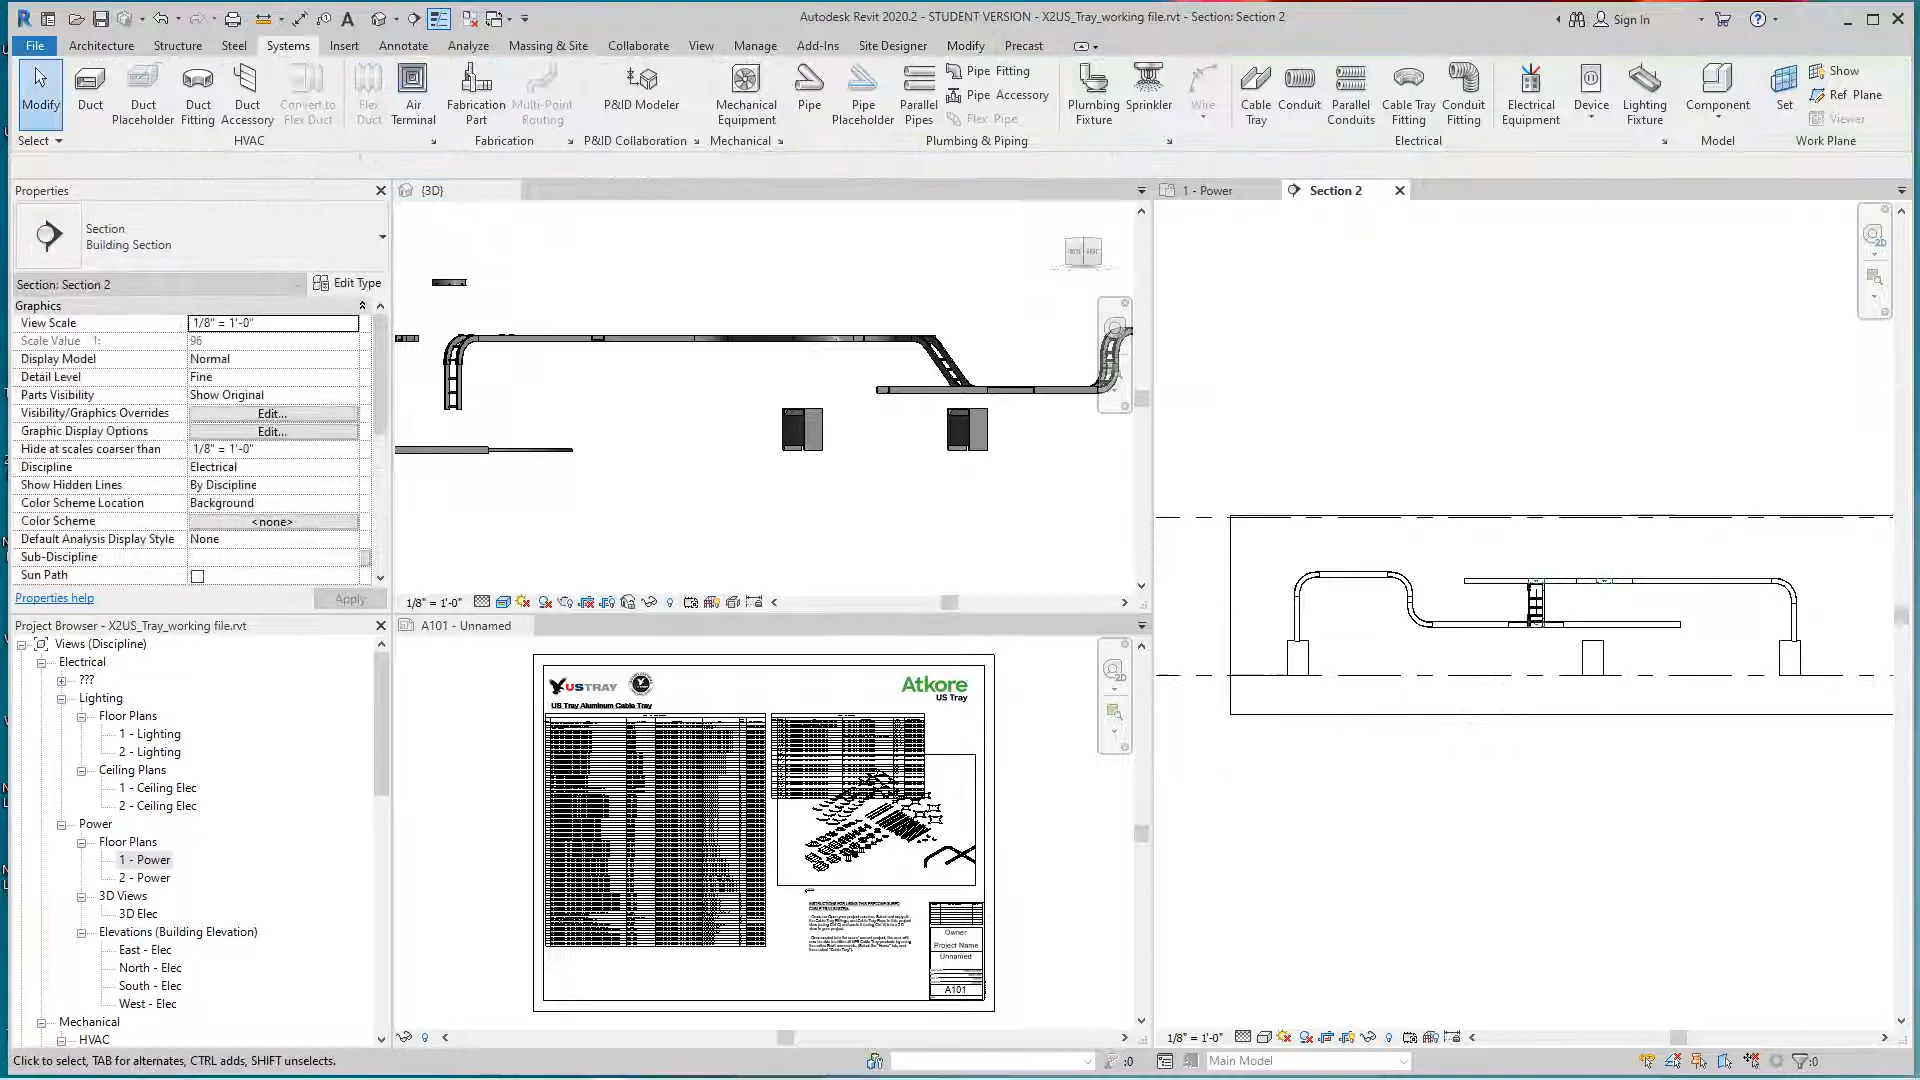 Autodesk Revit 2020.2 - STUDENT VERSION - X2US_Tray_working file.rvt - Section: Section 2
Sign In
File Architecture Structure Steel Systems Insert Annotate Analyze Massing & Site Collaborate View Manage Add-Ins Site Designer Modify Precast
Modify
Duct
Duct Placeholder
Duct Fitting
Duct Accessory
Convert to Flex Duct
Flex Duct
Air Terminal
Fabrication Part
Multi-Point Routing
P&ID Modeler
Mechanical Equipment
Pipe
Pipe Placeholder
Parallel Pipes
Pipe Fitting
Pipe Accessory
Flex Pipe
Plumbing Fixture
Sprinkler
Wire
Cable Tray
Conduit
Parallel Conduits
Cable Tray Fitting
Conduit Fitting
Electrical Equipment
Device
Lighting Fixture
Component
Set
Show
Ref Plane
Viewer
Select HVAC Fabrication P&ID Collaboration Mechanical Plumbing & Piping Electrical Model Work Plane
Properties
Section
Building Section
Section: Section 2
Edit Type
Graphics
View Scale 1/8" = 1'-0"
Scale Value 1: 96
Display Model Normal
Detail Level Fine
Parts Visibility Show Original
Visibility/Graphics Overrides Edit...
Graphic Display Options Edit...
Hide at scales coarser than 1/8" = 1'-0"
Discipline Electrical
Show Hidden Lines By Discipline
Color Scheme Location Background
Color Scheme <none>
Default Analysis Display Style None
Sub-Discipline
Sun Path
Properties help
Apply
Project Browser - X2US_Tray_working file.rvt
Views (Discipline)
Electrical
???
Lighting
Floor Plans
1 - Lighting
2 - Lighting
Ceiling Plans
1 - Ceiling Elec
2 - Ceiling Elec
Power
Floor Plans
1 - Power
2 - Power
3D Views
3D Elec
Elevations (Building Elevation)
East - Elec
North - Elec
South - Elec
West - Elec
Mechanical
HVAC
{3D}
1/8" = 1'-0"
A101 - Unnamed
USTRAY
Atkore
US Tray
US Tray Aluminum Cable Tray
Owner
Project Name
Unnamed
A101
2D
1 - Power
Section 2
2D
1/8" = 1'-0"
Click to select, TAB for alternates, CTRL adds, SHIFT unselects.
:0
Main Model
:0